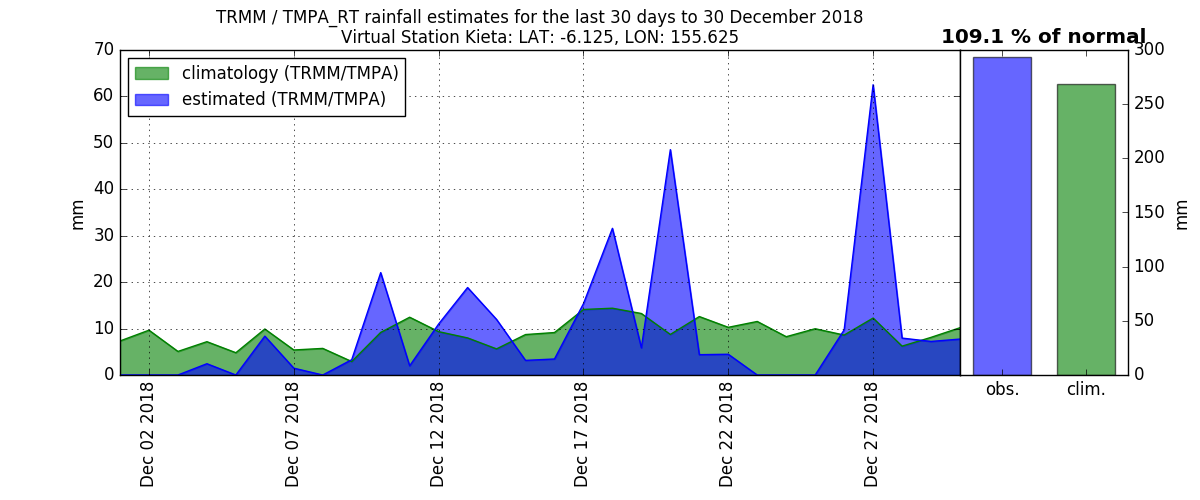 TRMM / TMPA_RT rainfall estimates for the last 30 days to 30 December 2018
Virtual Station Kieta: LAT: -6.125, LON: 155.625
109.1 % of normal
climatology (TRMM/TMPA)
estimated (TRMM/TMPA)
70
60
50
40
30
20
10
0
mm
Dec 02 2018
Dec 07 2018
Dec 12 2018
Dec 17 2018
Dec 22 2018
Dec 27 2018
300
250
200
150
100
50
0
mm
obs.
clim.